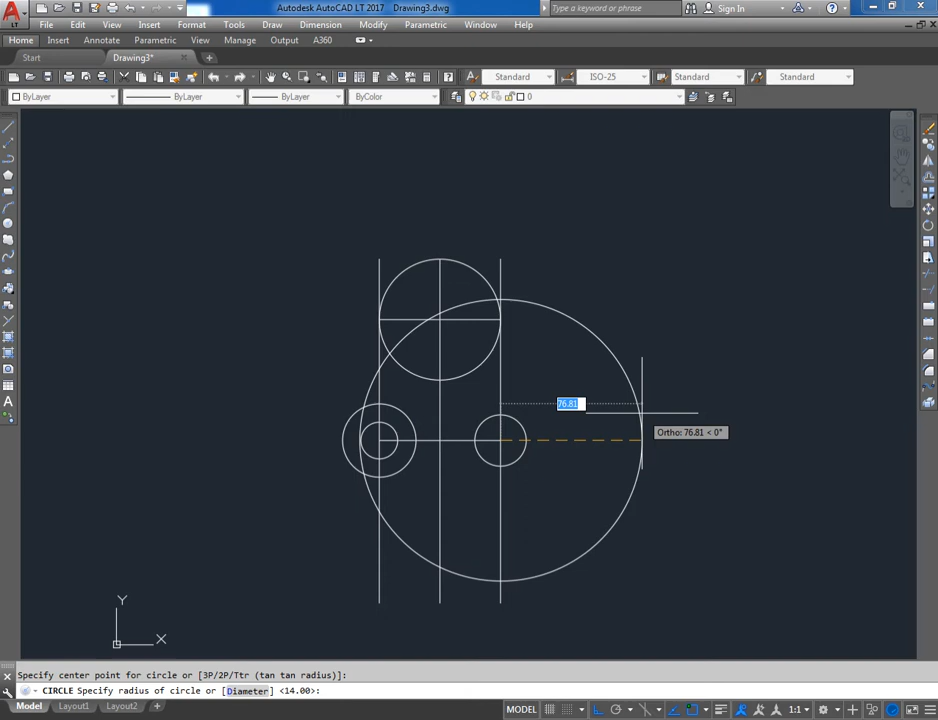 Autodesk AutoCAD LT 2017 Drawing3.dwg
Type a keyword or phrase
Sign In
LT
File Edit View Insert Format Tools Draw Dimension Modify Parametric Window Help
Home Insert Annotate Parametric View Manage Output A360
Start Drawing3*
Standard ISO-25 Standard Standard
ByLayer ByLayer ByLayer ByColor 0
76.81
Ortho: 76.81 < 0°
Y
X
Specify center point for circle or [3P/2P/Ttr (tan tan radius)]:
CIRCLE Specify radius of circle or [Diameter] <14.00>:
Model Layout1 Layout2 + MODEL 1:1